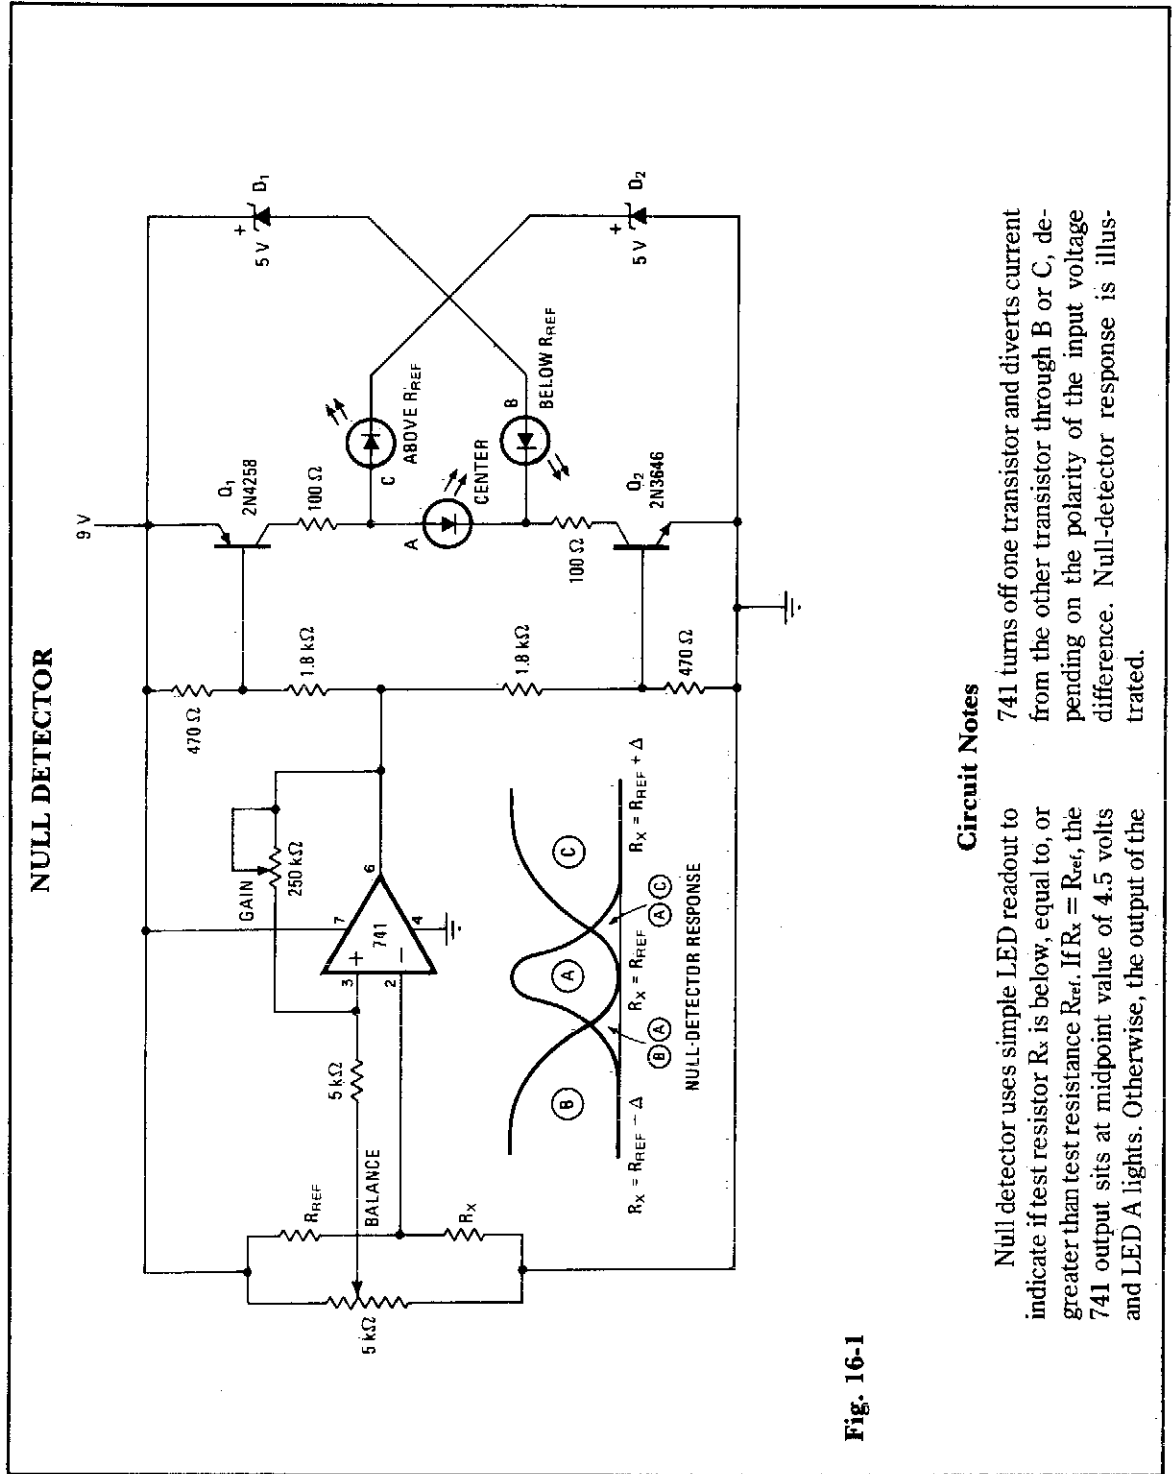 NULL DETECTOR
9 V
470 Ω
Q1
2N4258
D1
5 V
+
100 Ω
1.8 kΩ
GAIN
250 kΩ
C
ABOVE RREF
A
CENTER
B
BELOW RREF
5 kΩ
3
+
7
741
6
2
−
4
RREF
BALANCE
5 kΩ
RX
1.8 kΩ
100 Ω
Q2
2N3646
470 Ω
+
5 V
D2
B
A
C
B A
A C
RX = RREF − Δ
RX = RREF
RX = RREF + Δ
NULL-DETECTOR RESPONSE
Fig. 16-1
Circuit Notes
Null detector uses simple LED readout to
indicate if test resistor Rx is below, equal to, or
greater than test resistance Rref. If Rx = Rref, the
741 output sits at midpoint value of 4.5 volts
and LED A lights. Otherwise, the output of the
741 turns off one transistor and diverts current
from the other transistor through B or C, de-
pending on the polarity of the input voltage
difference. Null-detector response is illus-
trated.